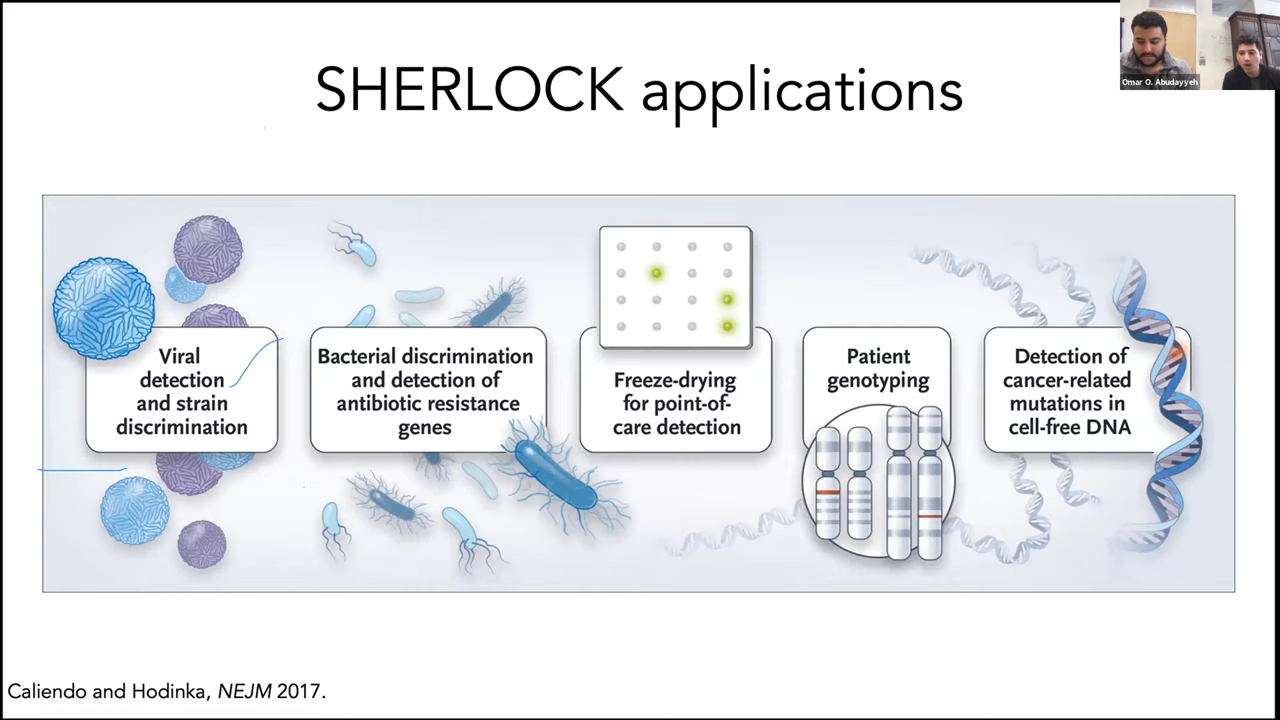 SHERLOCK applications
Omar O. Abudayyeh
Viral
detection
and strain
discrimination
Bacterial discrimination
and detection of
antibiotic resistance
genes
Freeze-drying
for point-of-
care detection
Patient
genotyping
Detection of
cancer-related
mutations in
cell-free DNA
Caliendo and Hodinka, NEJM 2017.